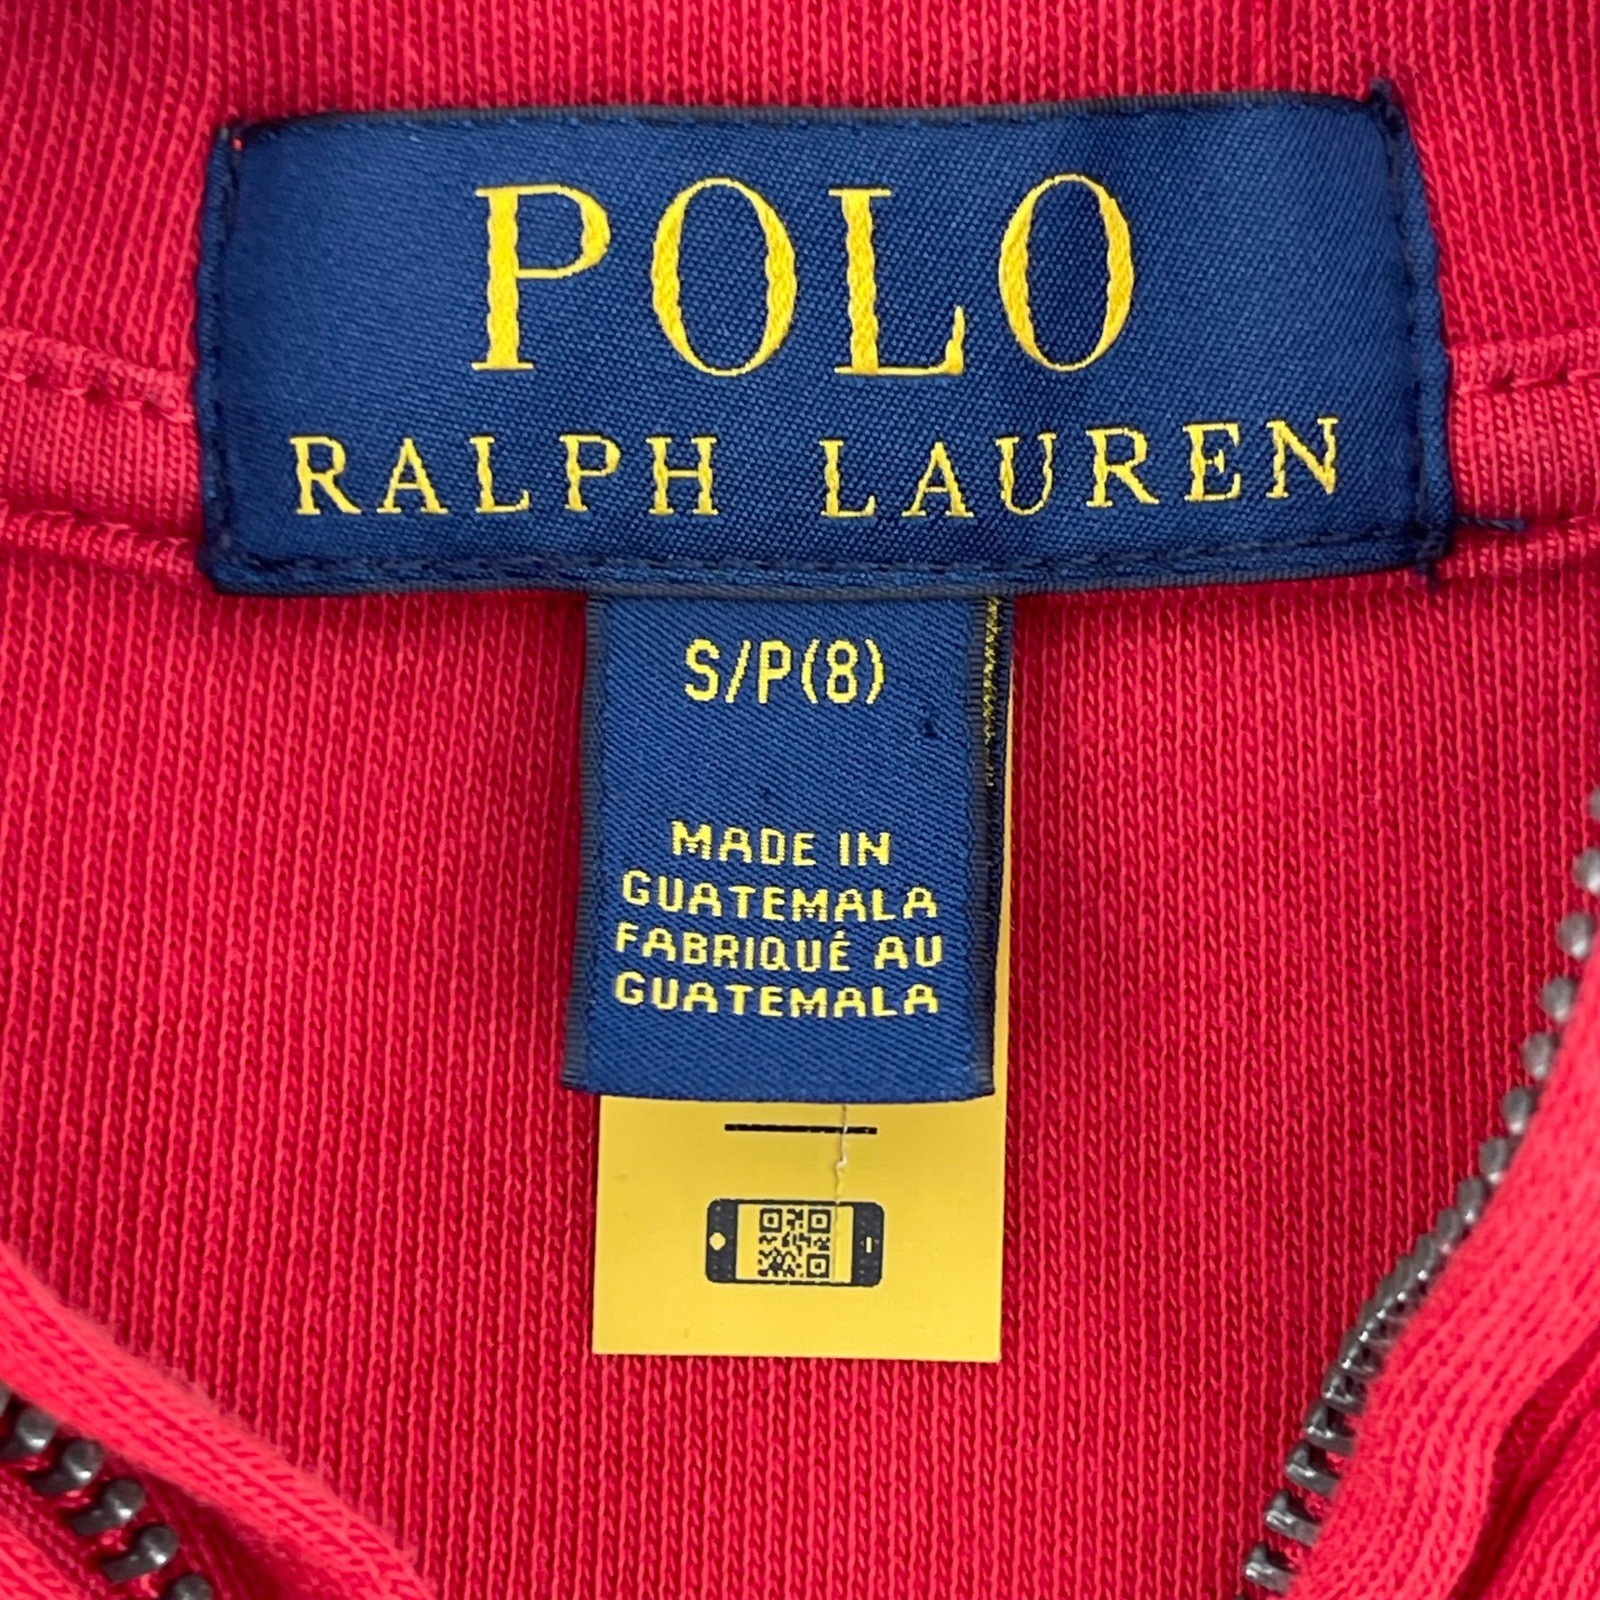 POLO
RALPH LAUREN
S/P(8)
MADE IN
GUATEMALA
FABRIQUÉ AU
GUATEMALA